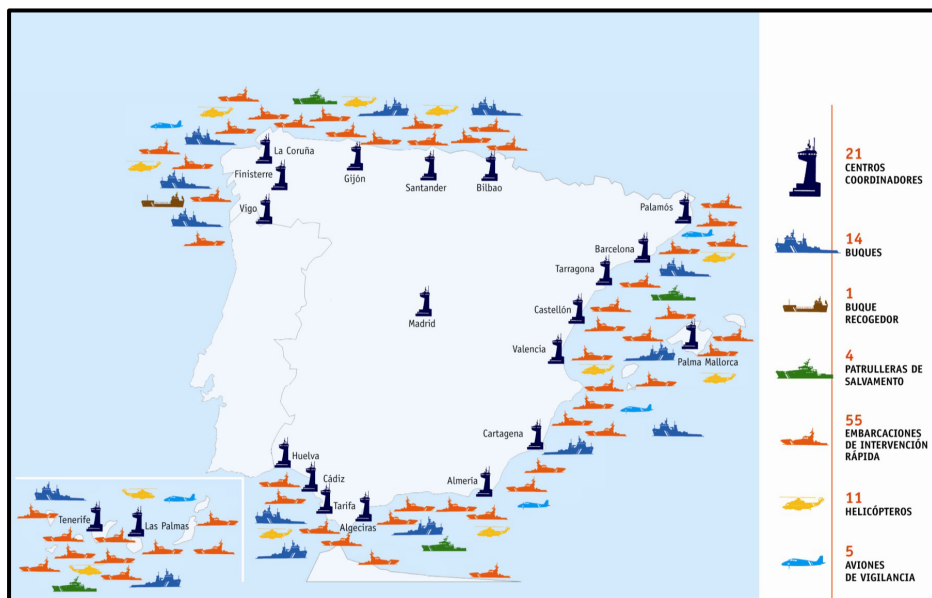 La Coruña
Finisterre
Vigo
Gijón
Santander
Bilbao
Palamós
Barcelona
Tarragona
Castellón
Madrid
Valencia
Palma Mallorca
Cartagena
Huelva
Cádiz
Tarifa
Algeciras
Almería
Tenerife
Las Palmas
21
CENTROS
COORDINADORES
14
BUQUES
1
BUQUE
RECOGEDOR
4
PATRULLERAS DE
SALVAMENTO
55
EMBARCACIONES
DE INTERVENCIÓN
RÁPIDA
11
HELICÓPTEROS
5
AVIONES
DE VIGILANCIA